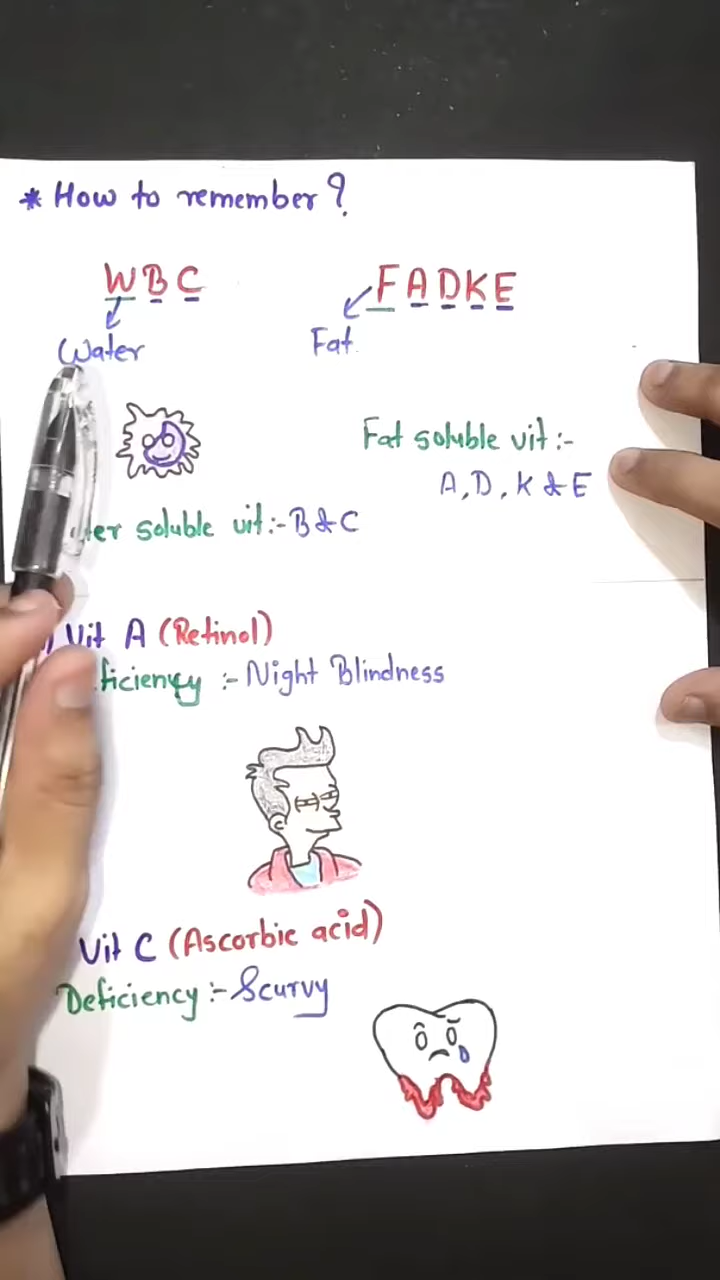 * How to remember?
WBC
FADKE
Water
Fat
Fat soluble vit :-
A, D, K & E
soluble vit :- B & C
Vit A (Retinol)
:- Night Blindness
Vit C (Ascorbic acid)
Deficiency :- Scurvy